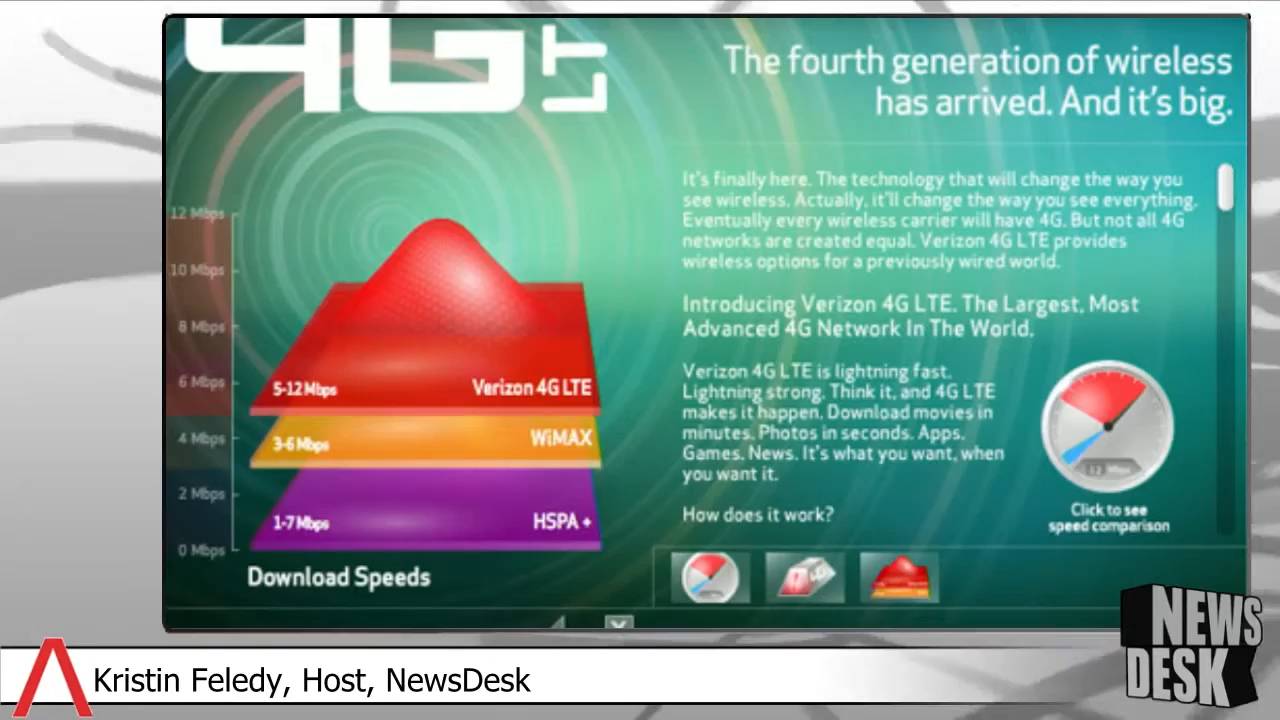 4G LTE
The fourth generation of wireless
has arrived. And it's big.
It's finally here. The technology that will change the way you
see wireless. Actually, it'll change the way you see everything.
Eventually every wireless carrier will have 4G. But not all 4G
networks are created equal. Verizon 4G LTE provides
wireless options for a previously wired world.
Introducing Verizon 4G LTE. The Largest, Most
Advanced 4G Network In The World.
Verizon 4G LTE is lightning fast.
Lightning strong. Think it, and 4G LTE
makes it happen. Download movies in
minutes. Photos in seconds. Apps.
Games. News. It's what you want, when
you want it.
How does it work?
12 Mbps
Click to see
speed comparison
12 Mbps
10 Mbps
8 Mbps
6 Mbps
4 Mbps
2 Mbps
0 Mbps
5-12 Mbps Verizon 4G LTE
3-6 Mbps WiMAX
1-7 Mbps HSPA +
Download Speeds
Kristin Feledy, Host, NewsDesk
NEWS
DESK